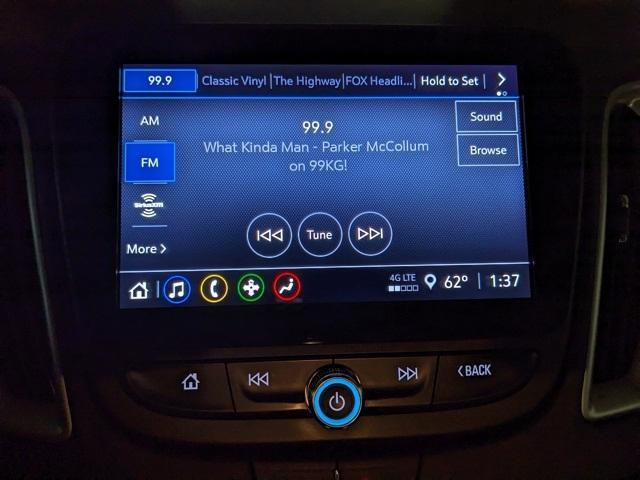 99.9 Classic Vinyl The Highway FOX Headli... Hold to Set
AM
99.9
Sound
What Kinda Man - Parker McCollum
on 99KG!
FM
Browse
SiriusXM
Tune
More >
4G LTE
62° 1:37
<BACK